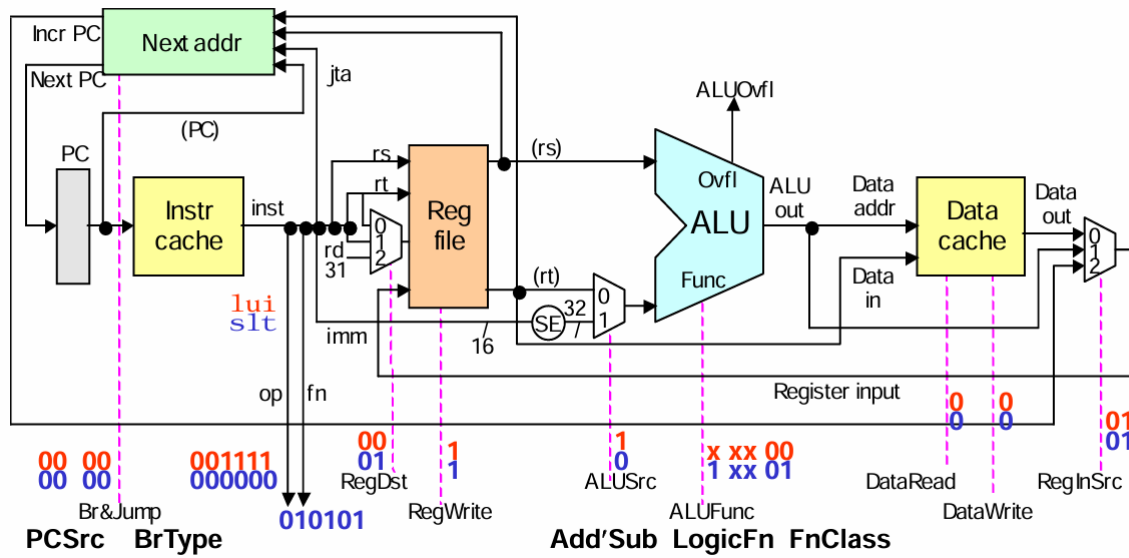 Incr PC
Next addr
Next PC
jta
(PC)
ALUOvfl
PC
rs
(rs)
rt
Ovfl
Instr
cache
inst
Reg
file
ALU
ALU
out
Data
addr
Data
cache
Data
out
0
1
2
rd
31
0
1
2
(rt)
Func
Data
in
lui
slt
imm
16
SE
32
0
1
op
fn
Register input
00 00
00 00
001111
000000
00
01
1
1
1
0
x xx 00
1 xx 01
0
0
0
0
01
01
RegDst
ALUSrc
DataRead
RegInSrc
Br&Jump
010101
RegWrite
ALUFunc
DataWrite
PCSrc BrType
Add'Sub LogicFn FnClass